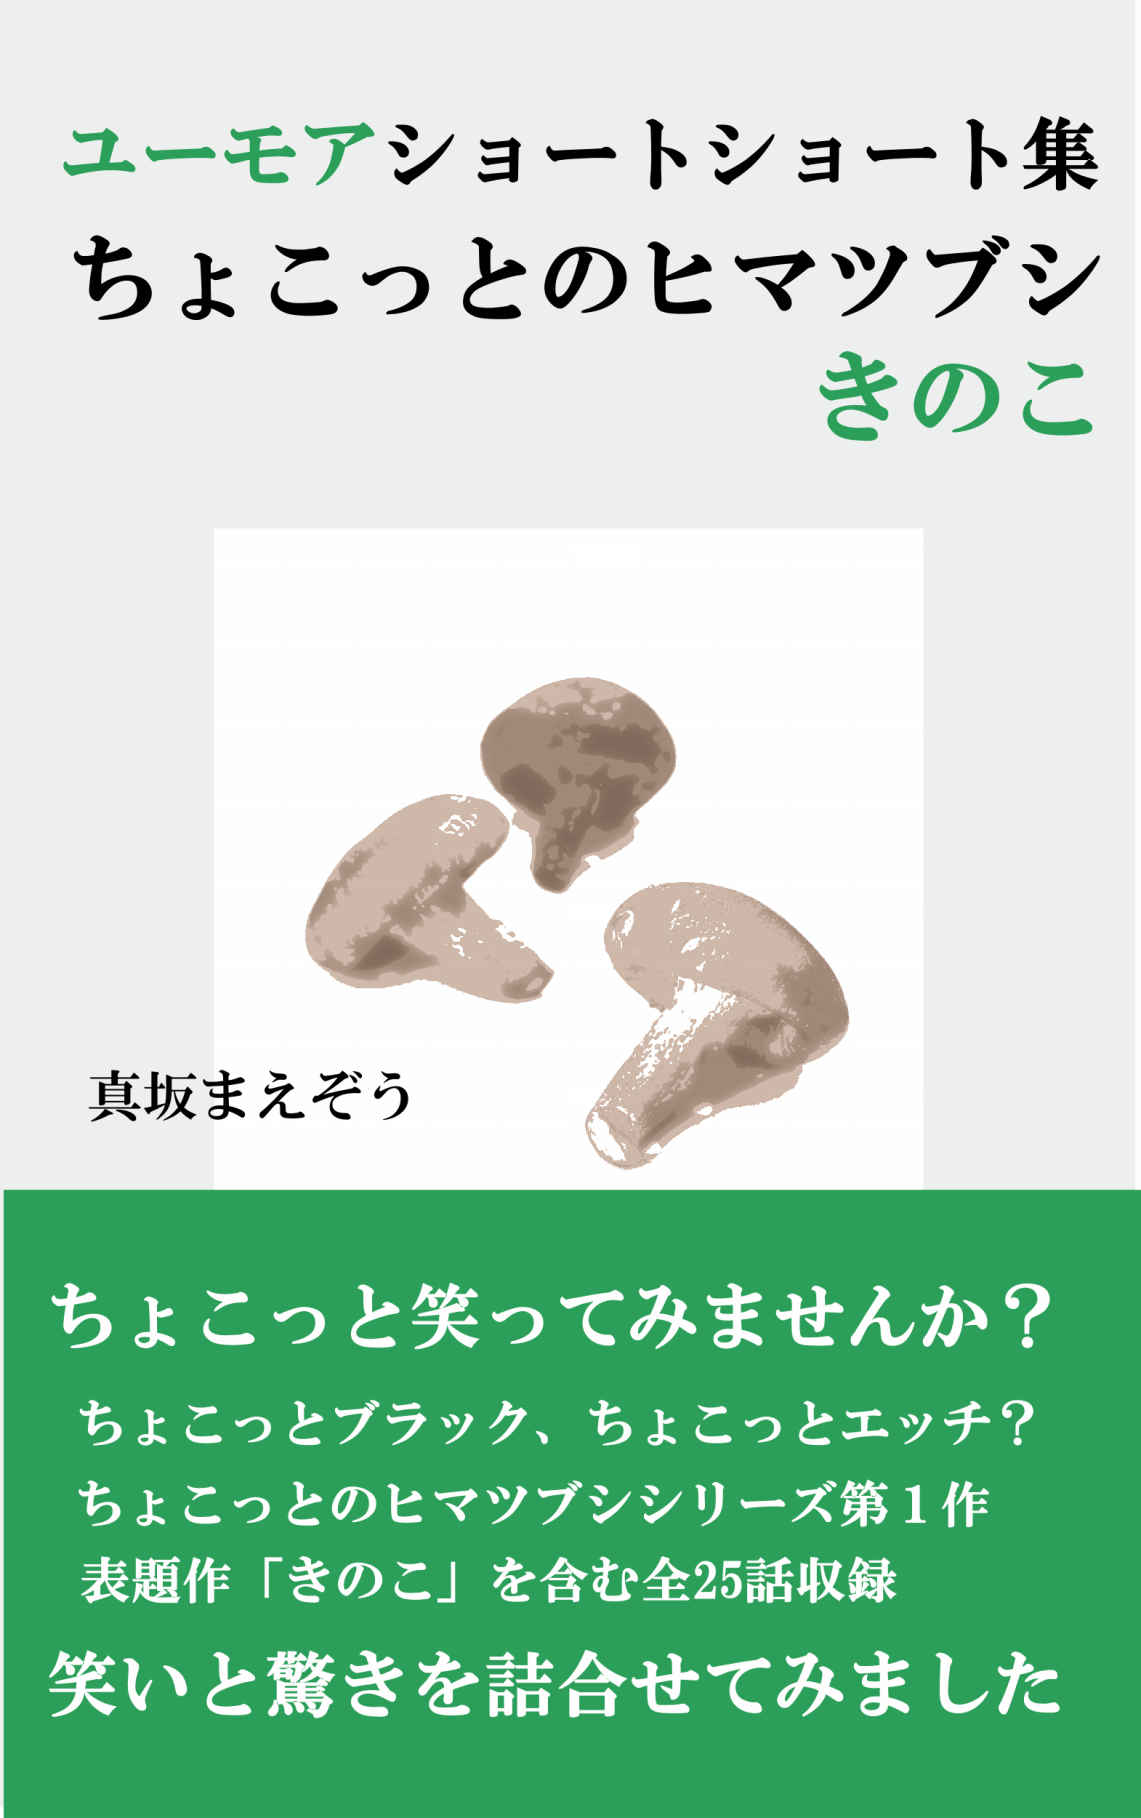 ユーモアショートショート集
ちょこっとのヒマツブシ
きのこ
真坂まえぞう
ちょこっと笑ってみませんか？
ちょこっとブラック、ちょこっとエッチ？
ちょこっとのヒマツブシシリーズ第１作
表題作「きのこ」を含む全25話収録
笑いと驚きを詰合せてみました